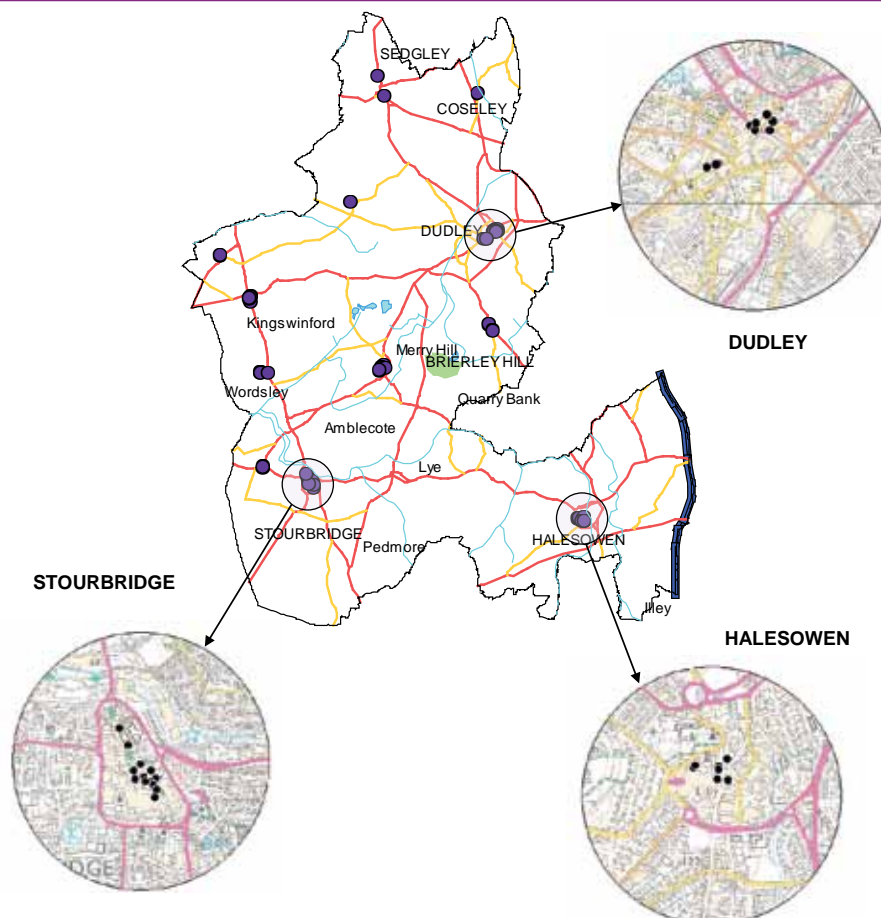 SEDGLEY
COSELEY
DUDLEY
DUDLEY
Kingswinford
Merry Hill
BRIERLEY HILL
Wordsley
Quarry Bank
Amblecote
Lye
STOURBRIDGE
HALESOWEN
Pedmore
STOURBRIDGE
Illey
HALESOWEN
DGE